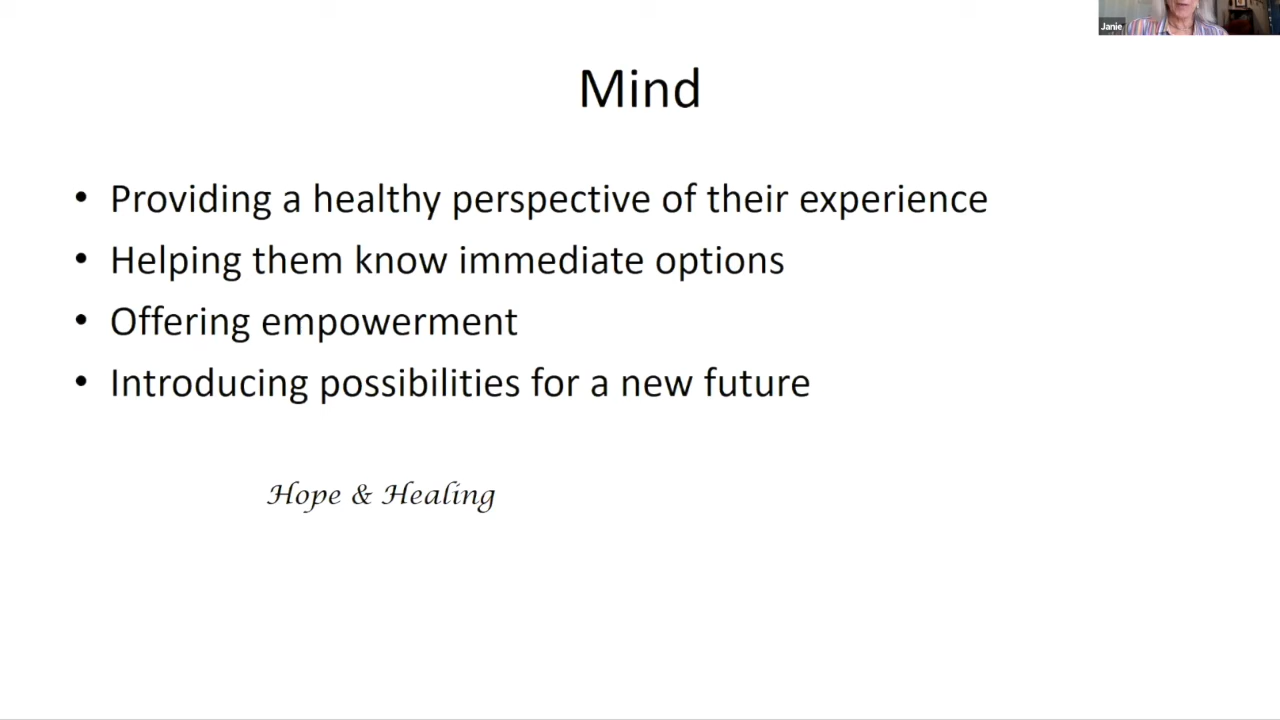 Janie
Mind
• Providing a healthy perspective of their experience
• Helping them know immediate options
• Offering empowerment
• Introducing possibilities for a new future
Hope & Healing